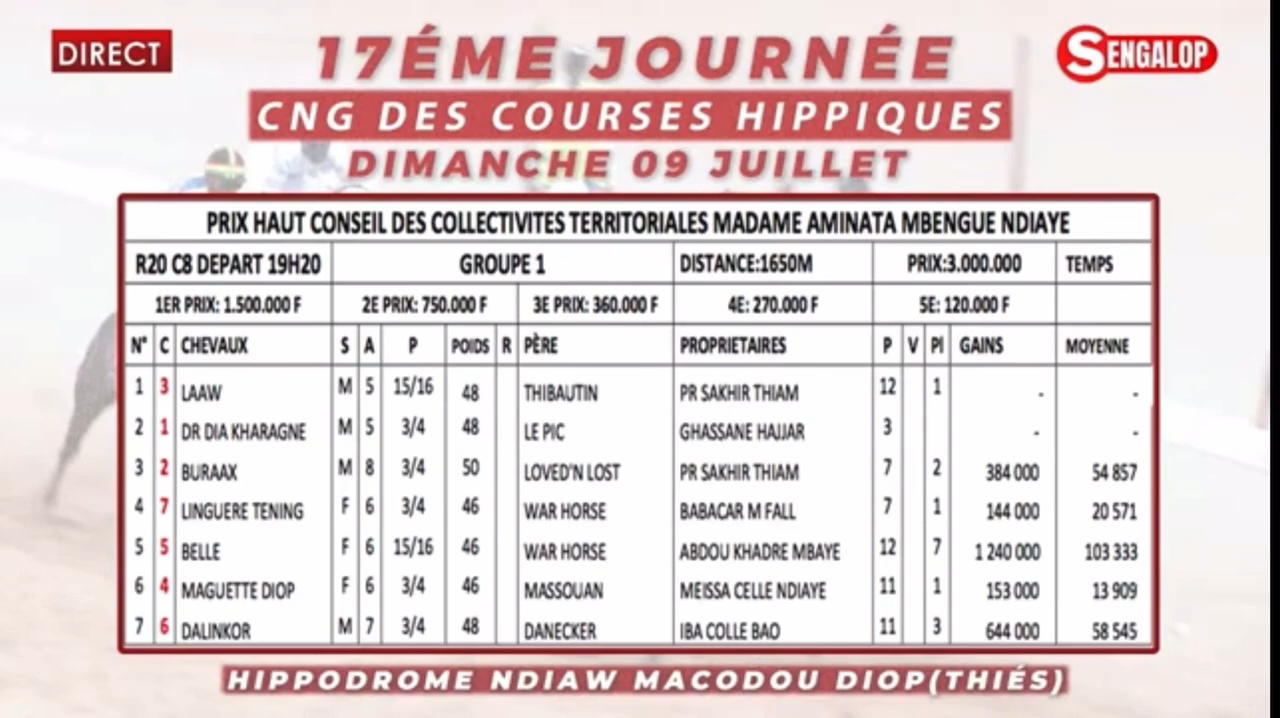 DIRECT
17ÉME JOURNÉE
SENGALOP
CNG DES COURSES HIPPIQUES
DIMANCHE 09 JUILLET
PRIX HAUT CONSEIL DES COLLECTIVITES TERRITORIALES MADAME AMINATA MBENGUE NDIAYE
R20 C8 DEPART 19H20 GROUPE 1 DISTANCE:1650M PRIX:3.000.000 TEMPS
1ER PRIX: 1.500.000 F 2E PRIX: 750.000 F 3E PRIX: 360.000 F 4E: 270.000 F 5E: 120.000 F
N° C CHEVAUX S A P POIDS R PÈRE PROPRIETAIRES P V PI GAINS MOYENNE
1 3 LAAW M 5 15/16 48 THIBAUTIN PR SAKHIR THIAM 12 1 - -
2 1 DR DIA KHARAGNE M 5 3/4 48 LE PIC GHASSANE HAJJAR 3 - -
3 2 BURAAX M 8 3/4 50 LOVED'N LOST PR SAKHIR THIAM 7 2 384 000 54 857
4 7 LINGUERE TENING F 6 3/4 46 WAR HORSE BABACAR M FALL 7 1 144 000 20 571
5 5 BELLE F 6 15/16 46 WAR HORSE ABDOU KHADRE MBAYE 12 7 1 240 000 103 333
6 4 MAGUETTE DIOP F 6 3/4 46 MASSOUAN MEISSA CELLE NDIAYE 11 1 153 000 13 909
7 6 DALINKOR M 7 3/4 48 DANECKER IBA COLLE BAO 11 3 644 000 58 545
HIPPODROME NDIAW MACODOU DIOP(THIÉS)